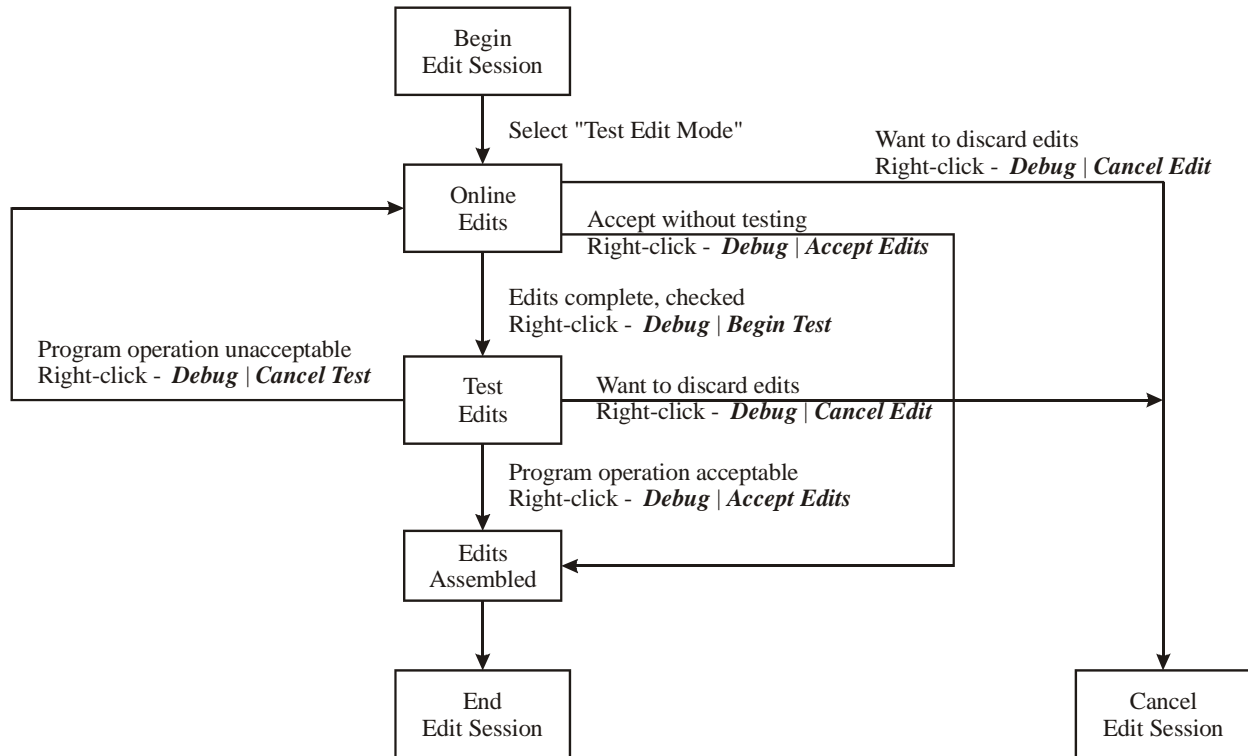 Begin
Edit Session
Select "Test Edit Mode"
Want to discard edits
Right-click - Debug | Cancel Edit
Online
Edits
Accept without testing
Right-click - Debug | Accept Edits
Edits complete, checked
Right-click - Debug | Begin Test
Program operation unacceptable
Right-click - Debug | Cancel Test
Test
Edits
Want to discard edits
Right-click - Debug | Cancel Edit
Program operation acceptable
Right-click - Debug | Accept Edits
Edits
Assembled
End
Edit Session
Cancel
Edit Session